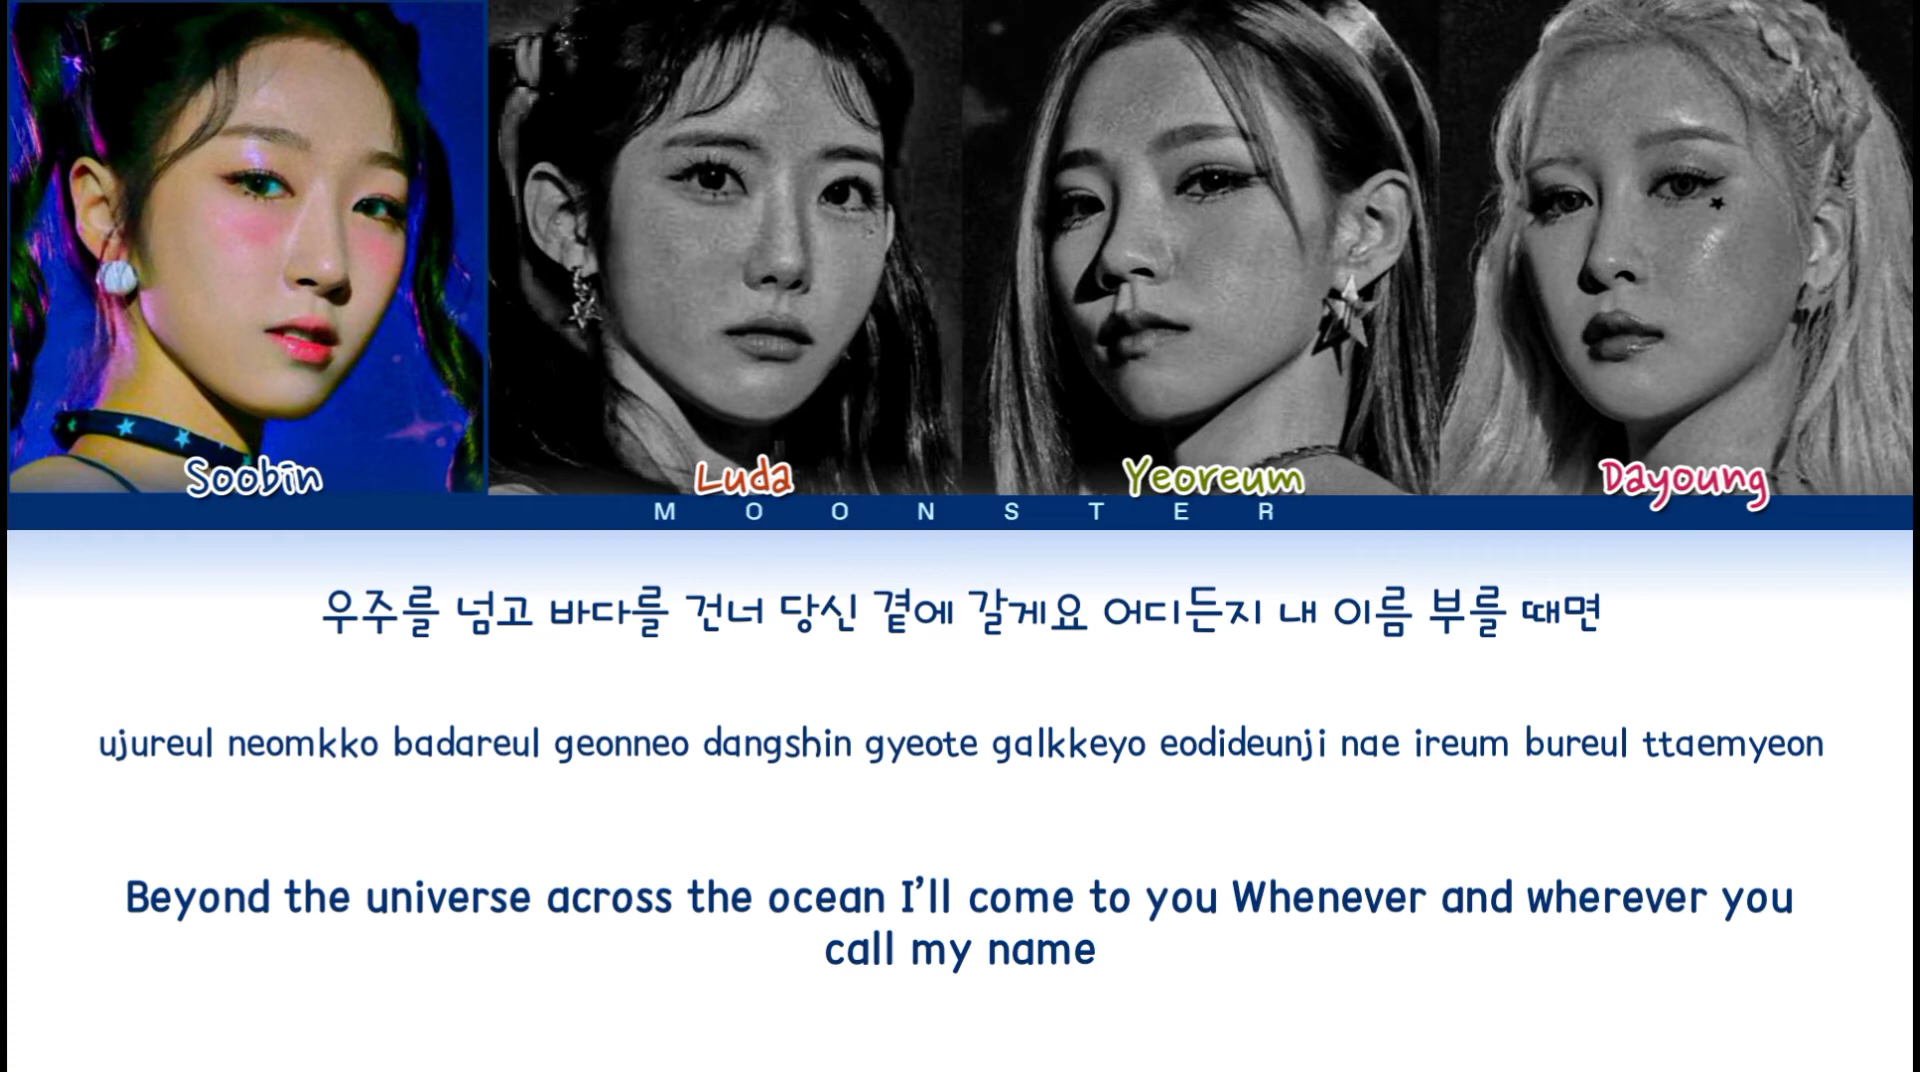 Soobin
Luda
Yeoreum
Dayoung
MOONSTER
우주를 넘고 바다를 건너 당신 곁에 갈게요 어디든지 내 이름 부를 때면
ujureul neomkko badareul geonneo dangshin gyeote galkkeyo eodideunji nae ireum bureul ttaemyeon
Beyond the universe across the ocean I'll come to you Whenever and wherever you
call my name